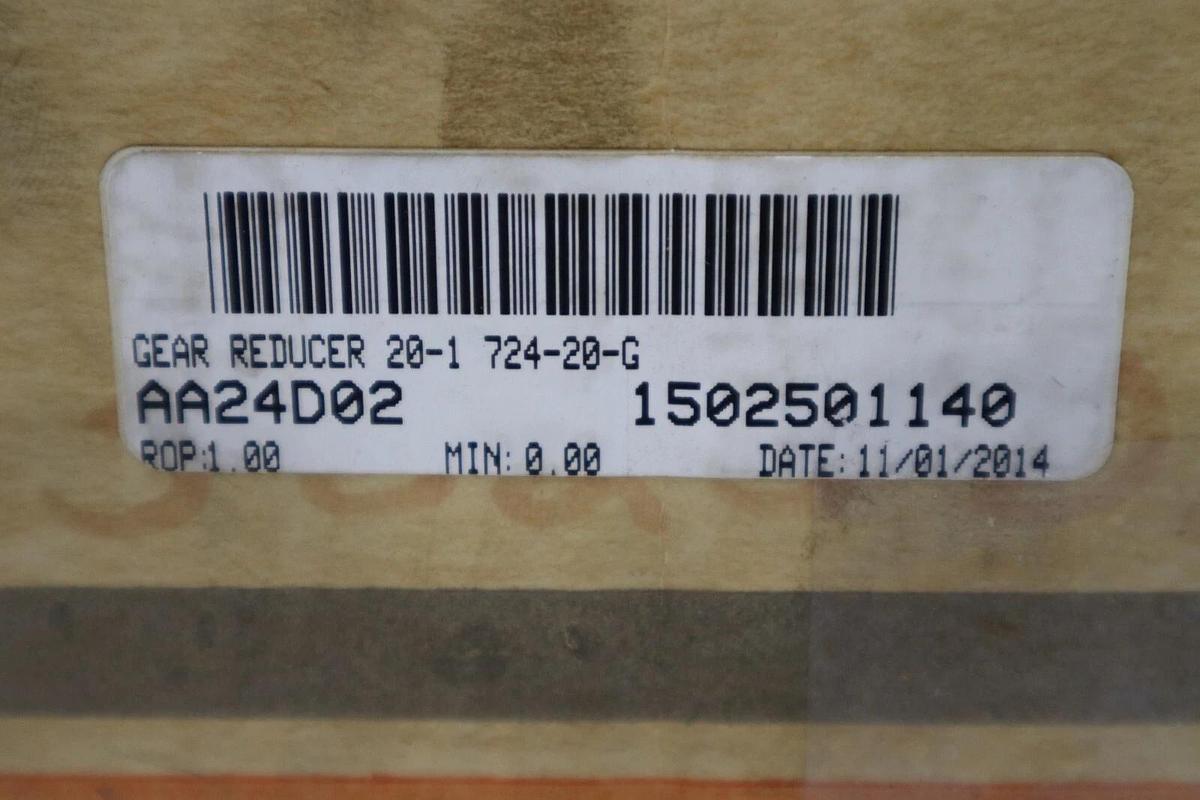 GEAR REDUCER 20-1 724-20-G
AA24D02 1502501140
ROP:1.00 MIN: 0.00 DATE: 11/01/2014